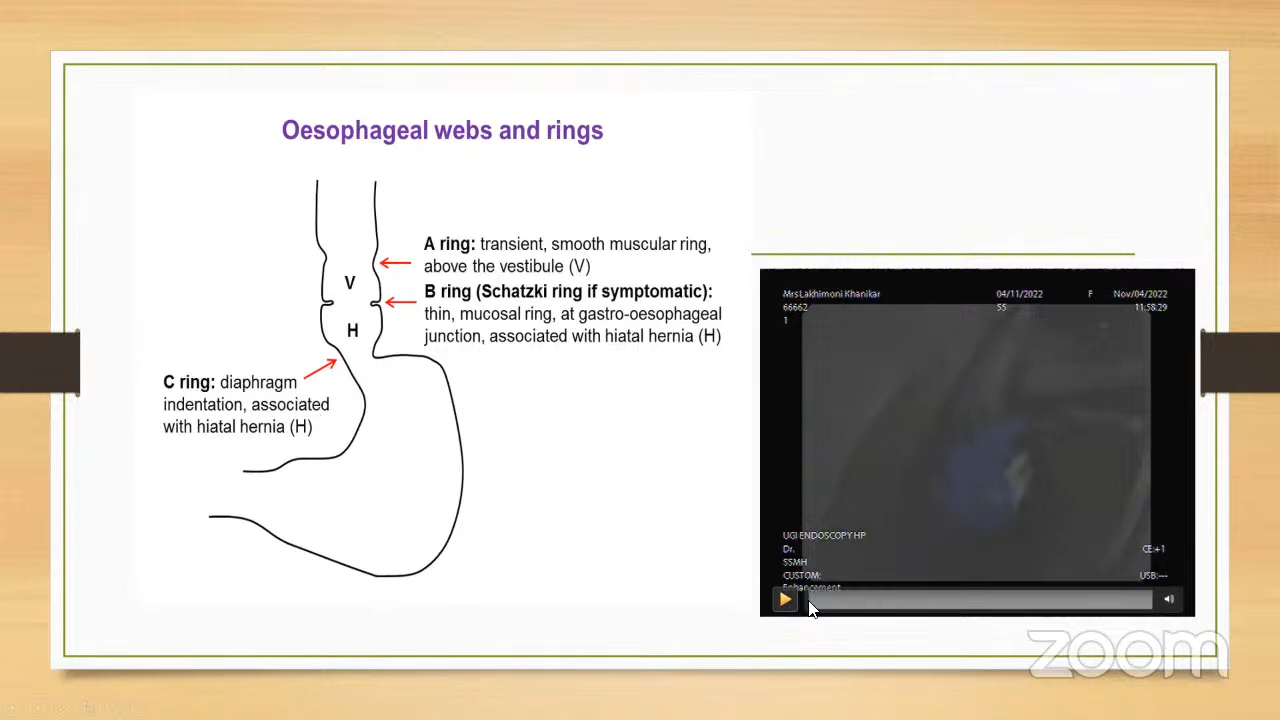 Oesophageal webs and rings
A ring: transient, smooth muscular ring,
above the vestibule (V)
V
B ring (Schatzki ring if symptomatic):
thin, mucosal ring, at gastro-oesophageal
junction, associated with hiatal hernia (H)
H
C ring: diaphragm
indentation, associated
with hiatal hernia (H)
Mrs Lakhimoni Khanikar 04/11/2022 F Nov/04/2022
66662 55 11:58:29
1
UGI ENDOSCOPY HP
Dr. CE:+1
SSMH
CUSTOM: USB:---
Enhancement
zoom